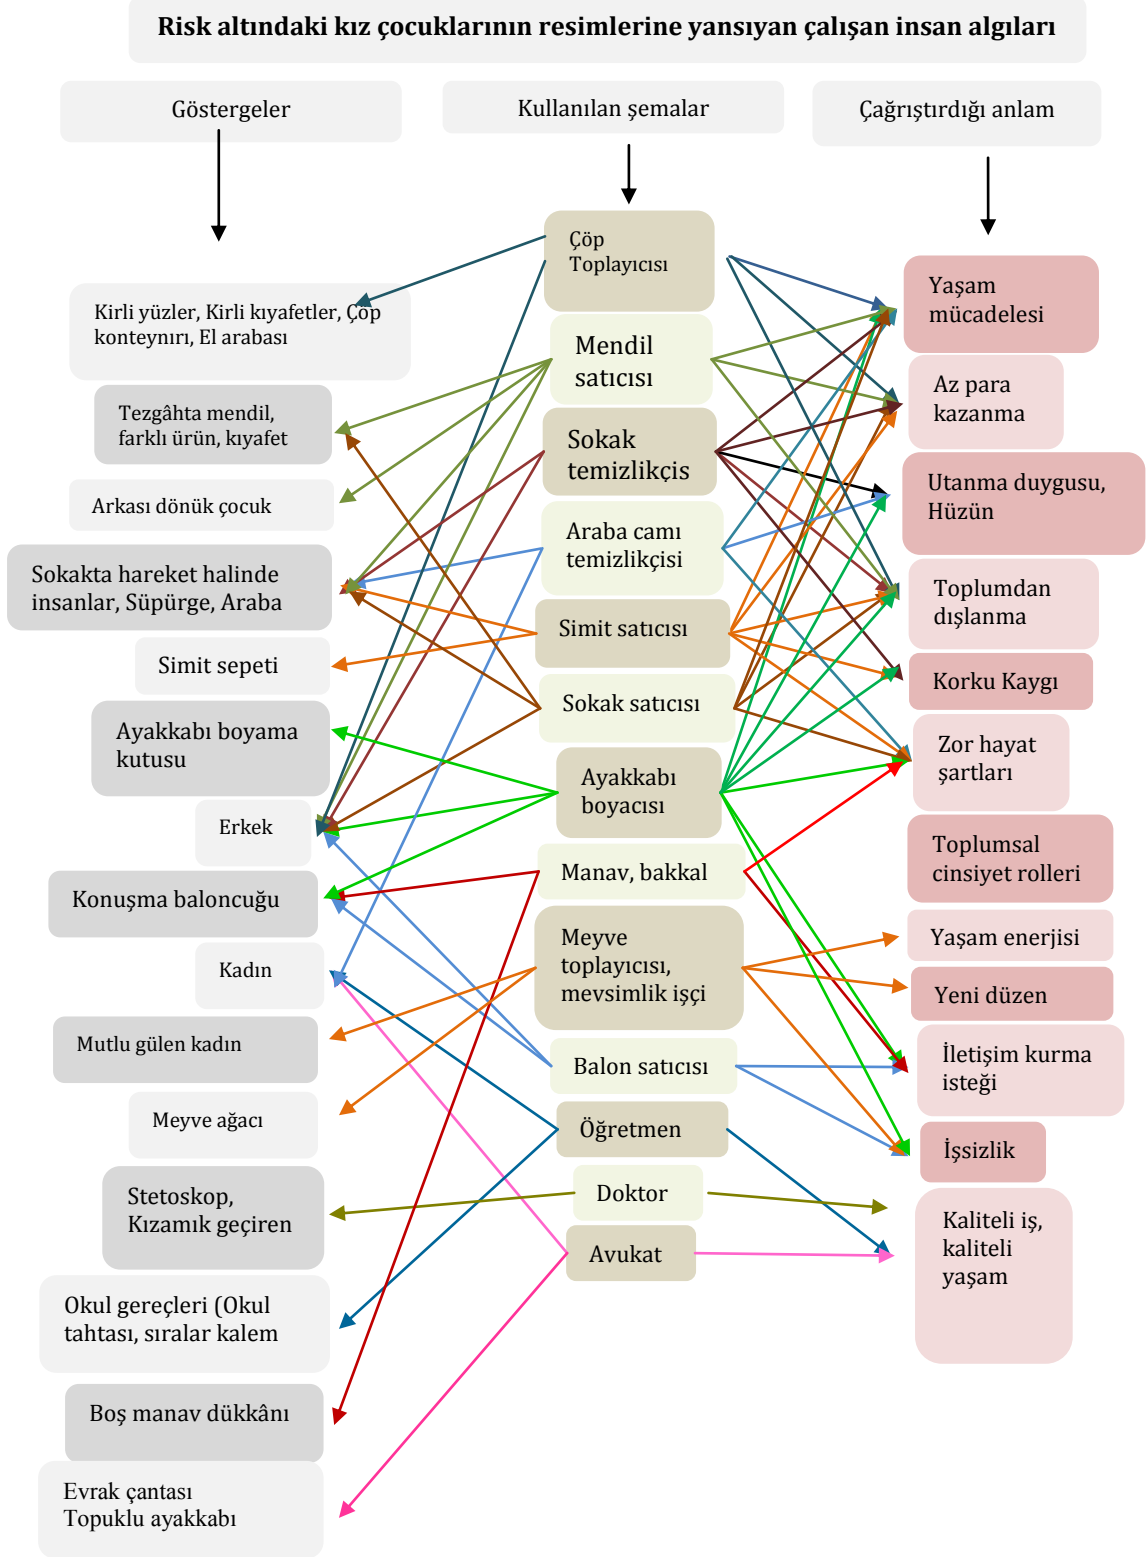 Risk altındaki kız çocuklarının resimlerine yansıyan çalışan insan algıları
Göstergeler
Kullanılan şemalar
Çağrıştırdığı anlam
Kirli yüzler, Kirli kıyafetler, Çöp
konteynırı, El arabası
Tezgâhta mendil,
farklı ürün, kıyafet
Arkası dönük çocuk
Sokakta hareket halinde
insanlar, Süpürge, Araba
Simit sepeti
Ayakkabı boyama
kutusu
Erkek
Konuşma baloncuğu
Kadın
Mutlu gülen kadın
Meyve ağacı
Stetoskop,
Kızamık geçiren
Okul gereçleri (Okul
tahtası, sıralar kalem
Boş manav dükkânı
Evrak çantası
Topuklu ayakkabı
Çöp
Toplayıcısı
Mendil
satıcısı
Sokak
temizlikçis
Araba camı
temizlikçisi
Simit satıcısı
Sokak satıcısı
Ayakkabı
boyacısı
Manav, bakkal
Meyve
toplayıcısı,
mevsimlik işçi
Balon satıcısı
Öğretmen
Doktor
Avukat
Yaşam
mücadelesi
Az para
kazanma
Utanma duygusu,
Hüzün
Toplumdan
dışlanma
Korku Kaygı
Zor hayat
şartları
Toplumsal
cinsiyet rolleri
Yaşam enerjisi
Yeni düzen
İletişim kurma
isteği
İşsizlik
Kaliteli iş,
kaliteli
yaşam